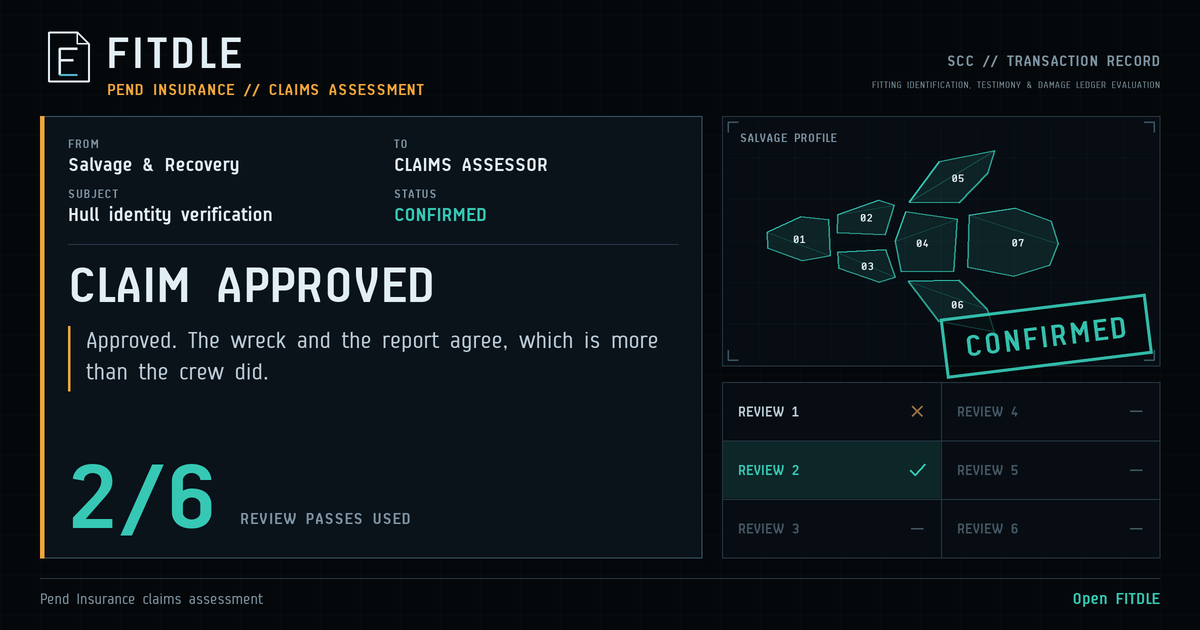 FITDLE
PEND INSURANCE // CLAIMS ASSESSMENT
SCC // TRANSACTION RECORD
FITTING IDENTIFICATION, TESTIMONY & DAMAGE LEDGER EVALUATION
FROM
Salvage & Recovery
TO
CLAIMS ASSESSOR
SUBJECT
Hull identity verification
STATUS
CONFIRMED
CLAIM APPROVED
Approved. The wreck and the report agree, which is more
than the crew did.
2/6
REVIEW PASSES USED
SALVAGE PROFILE
01
02
03
04
05
06
07
CONFIRMED
REVIEW 1
REVIEW 2
REVIEW 3
REVIEW 4
REVIEW 5
REVIEW 6
Pend Insurance claims assessment
Open FITDLE